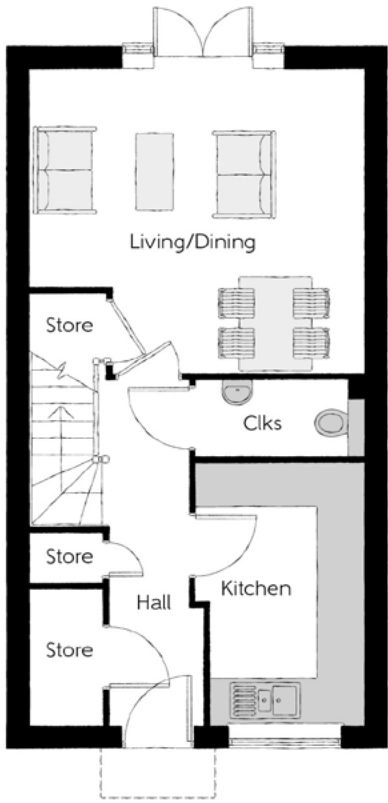 Living/Dining
Store
Clks
Store
Kitchen
Hall
Store